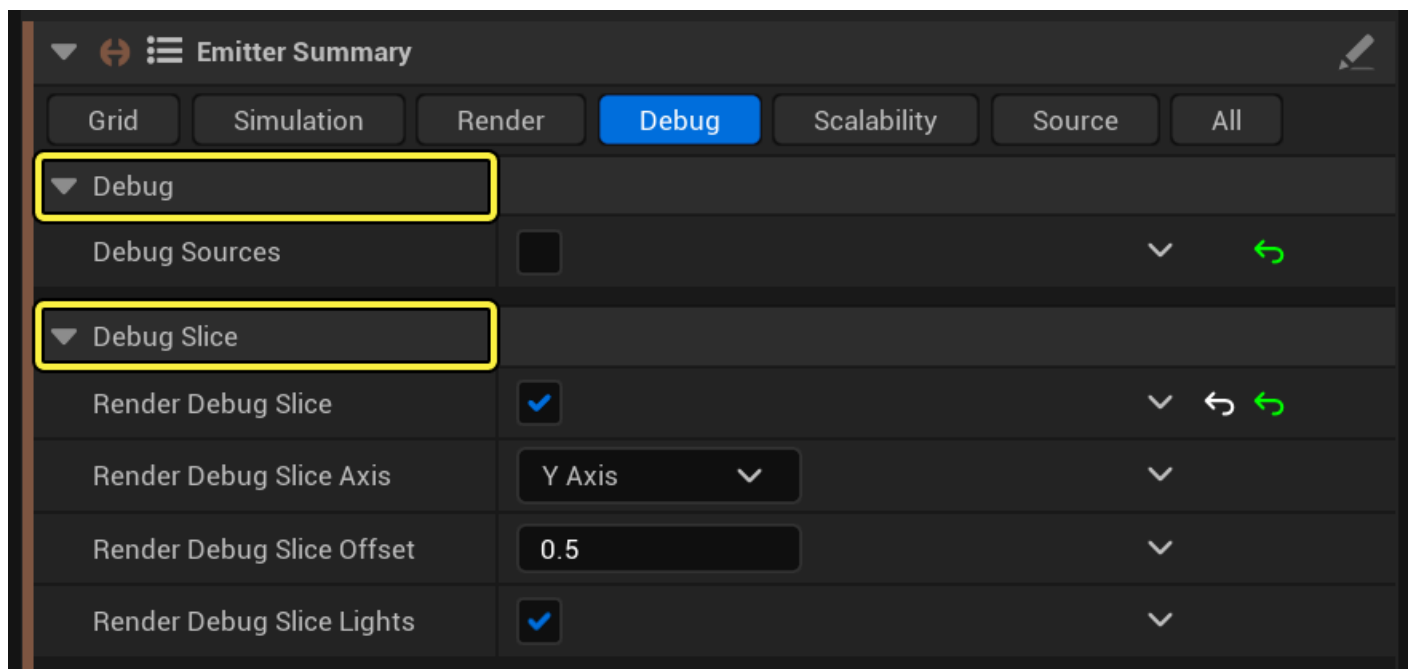 Emitter Summary
Grid Simulation Render Debug Scalability Source All
Debug
Debug Sources
Debug Slice
Render Debug Slice
Render Debug Slice Axis Y Axis
Render Debug Slice Offset 0.5
Render Debug Slice Lights